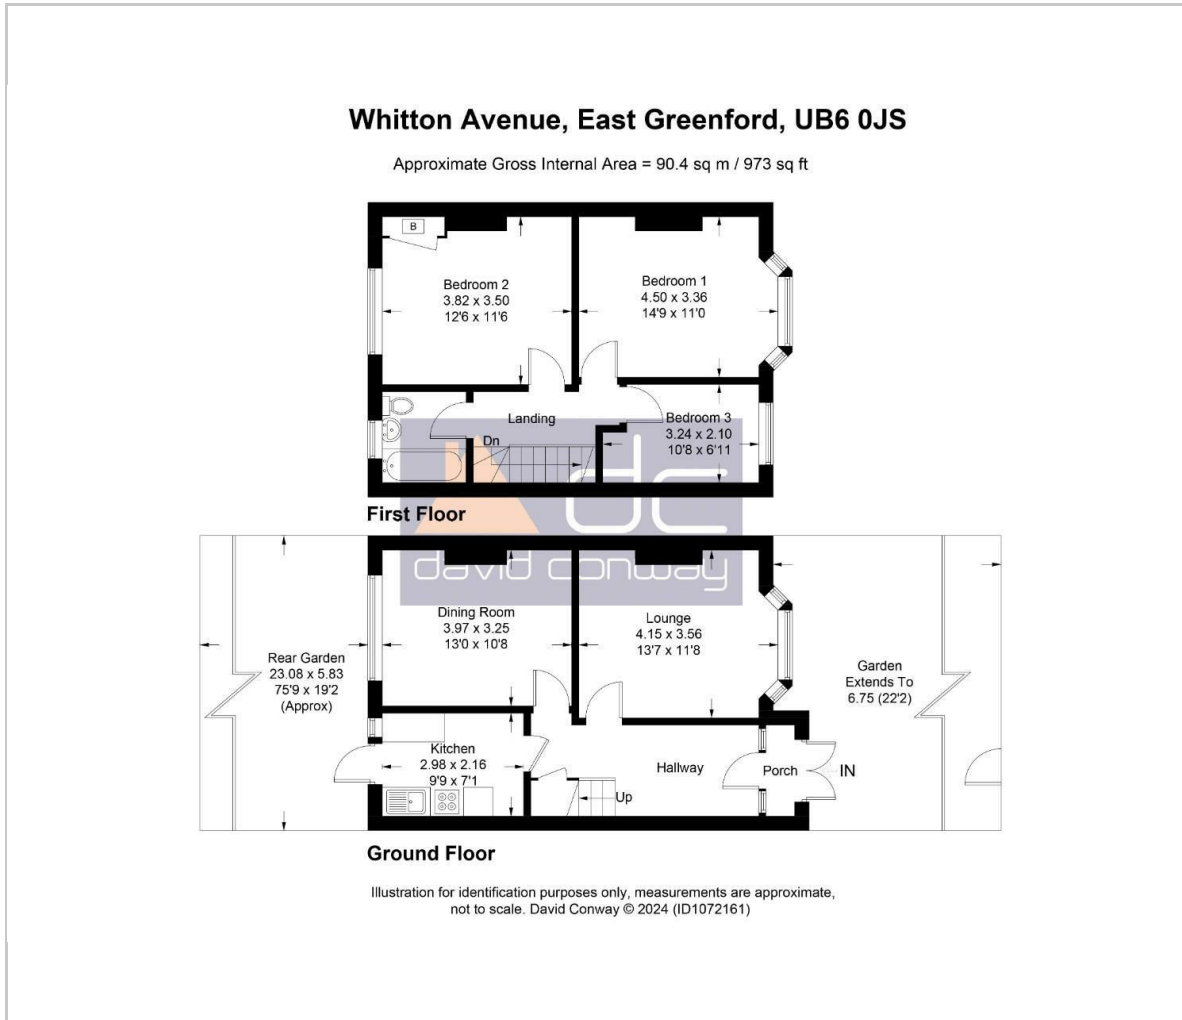 Whitton Avenue, East Greenford, UB6 0JS
Approximate Gross Internal Area = 90.4 sq m / 973 sq ft
B
Bedroom 2
3.82 x 3.50
12'6 x 11'6
Bedroom 1
4.50 x 3.36
14'9 x 11'0
Landing
Dn
Bedroom 3
3.24 x 2.10
10'8 x 6'11
dc
david conway
First Floor
Dining Room
3.97 x 3.25
13'0 x 10'8
Lounge
4.15 x 3.56
13'7 x 11'8
Rear Garden
23.08 x 5.83
75'9 x 19'2
(Approx)
Garden
Extends To
6.75 (22'2)
Kitchen
2.98 x 2.16
9'9 x 7'1
Hallway
Porch
IN
Up
Ground Floor
Illustration for identification purposes only, measurements are approximate,
not to scale. David Conway © 2024 (ID1072161)